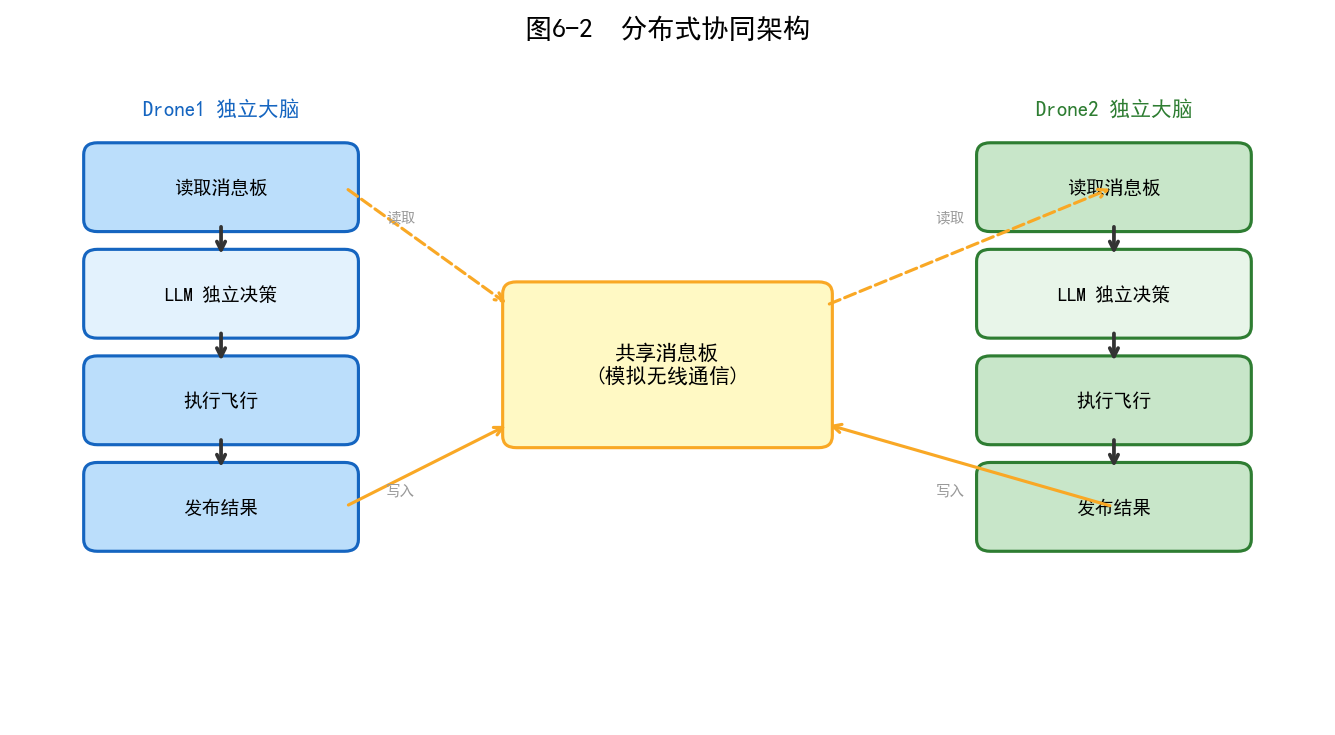 图6-2 分布式协同架构
Drone1 独立大脑
读取消息板
LLM 独立决策
执行飞行
发布结果
读取
写入
共享消息板
(模拟无线通信)
读取
写入
Drone2 独立大脑
读取消息板
LLM 独立决策
执行飞行
发布结果